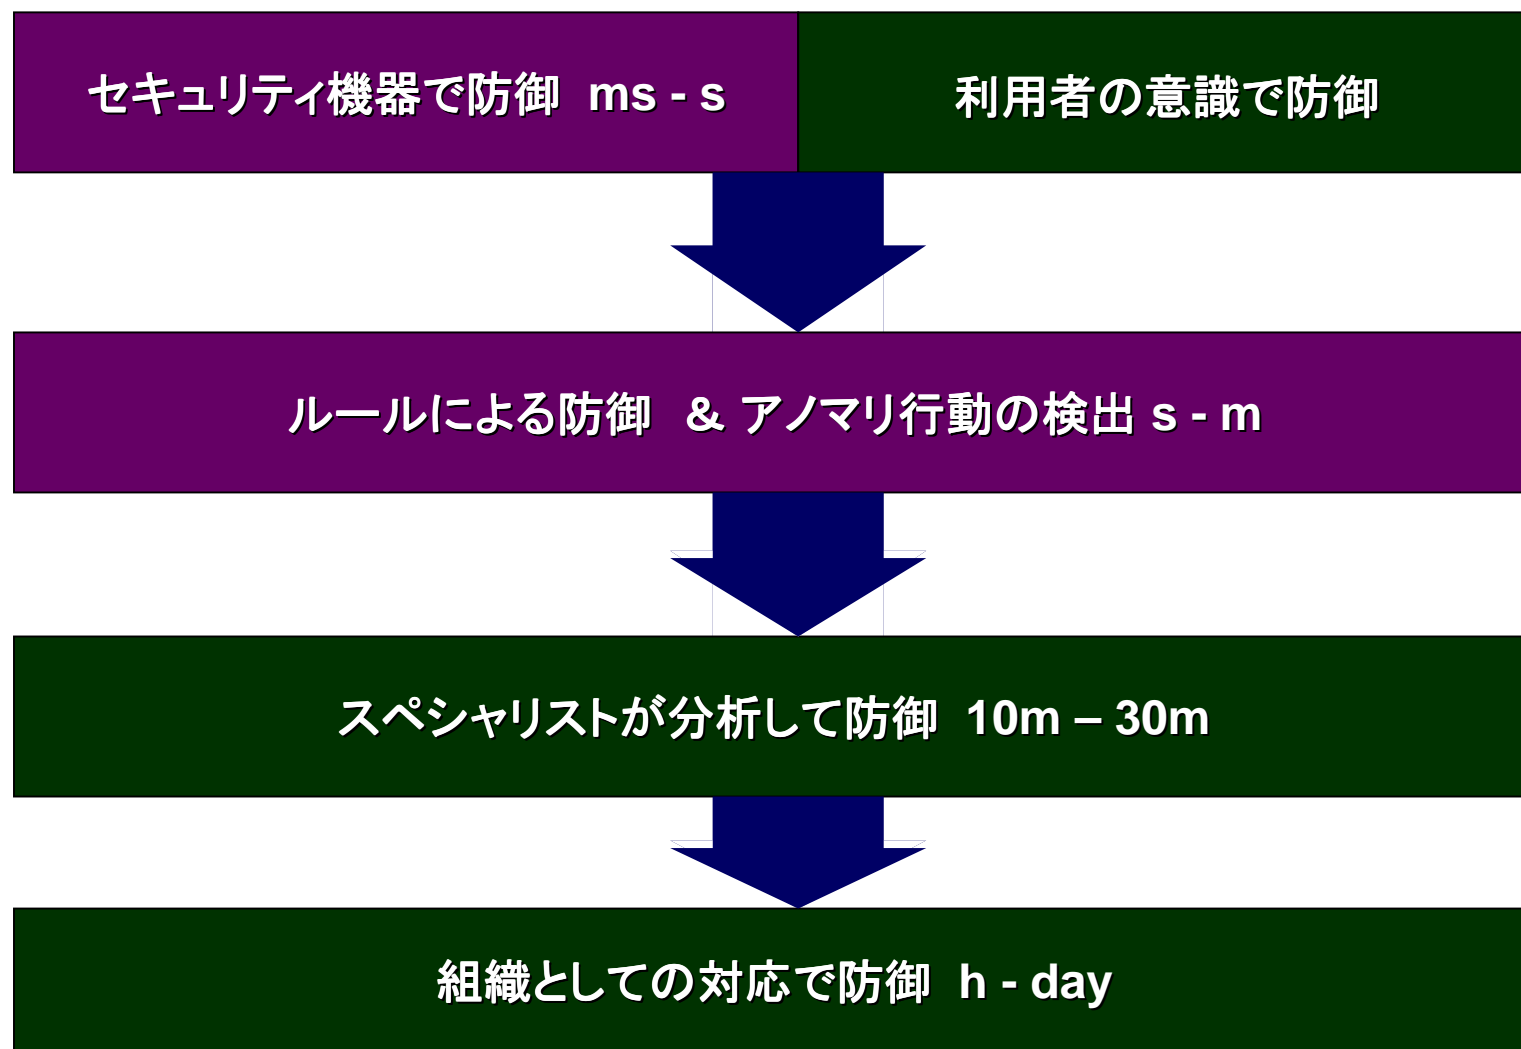 セキュリティ機器で防御 ms - s
利用者の意識で防御
ルールによる防御 ＆ アノマリ行動の検出 s - m
スペシャリストが分析して防御 10m – 30m
組織としての対応で防御 h - day